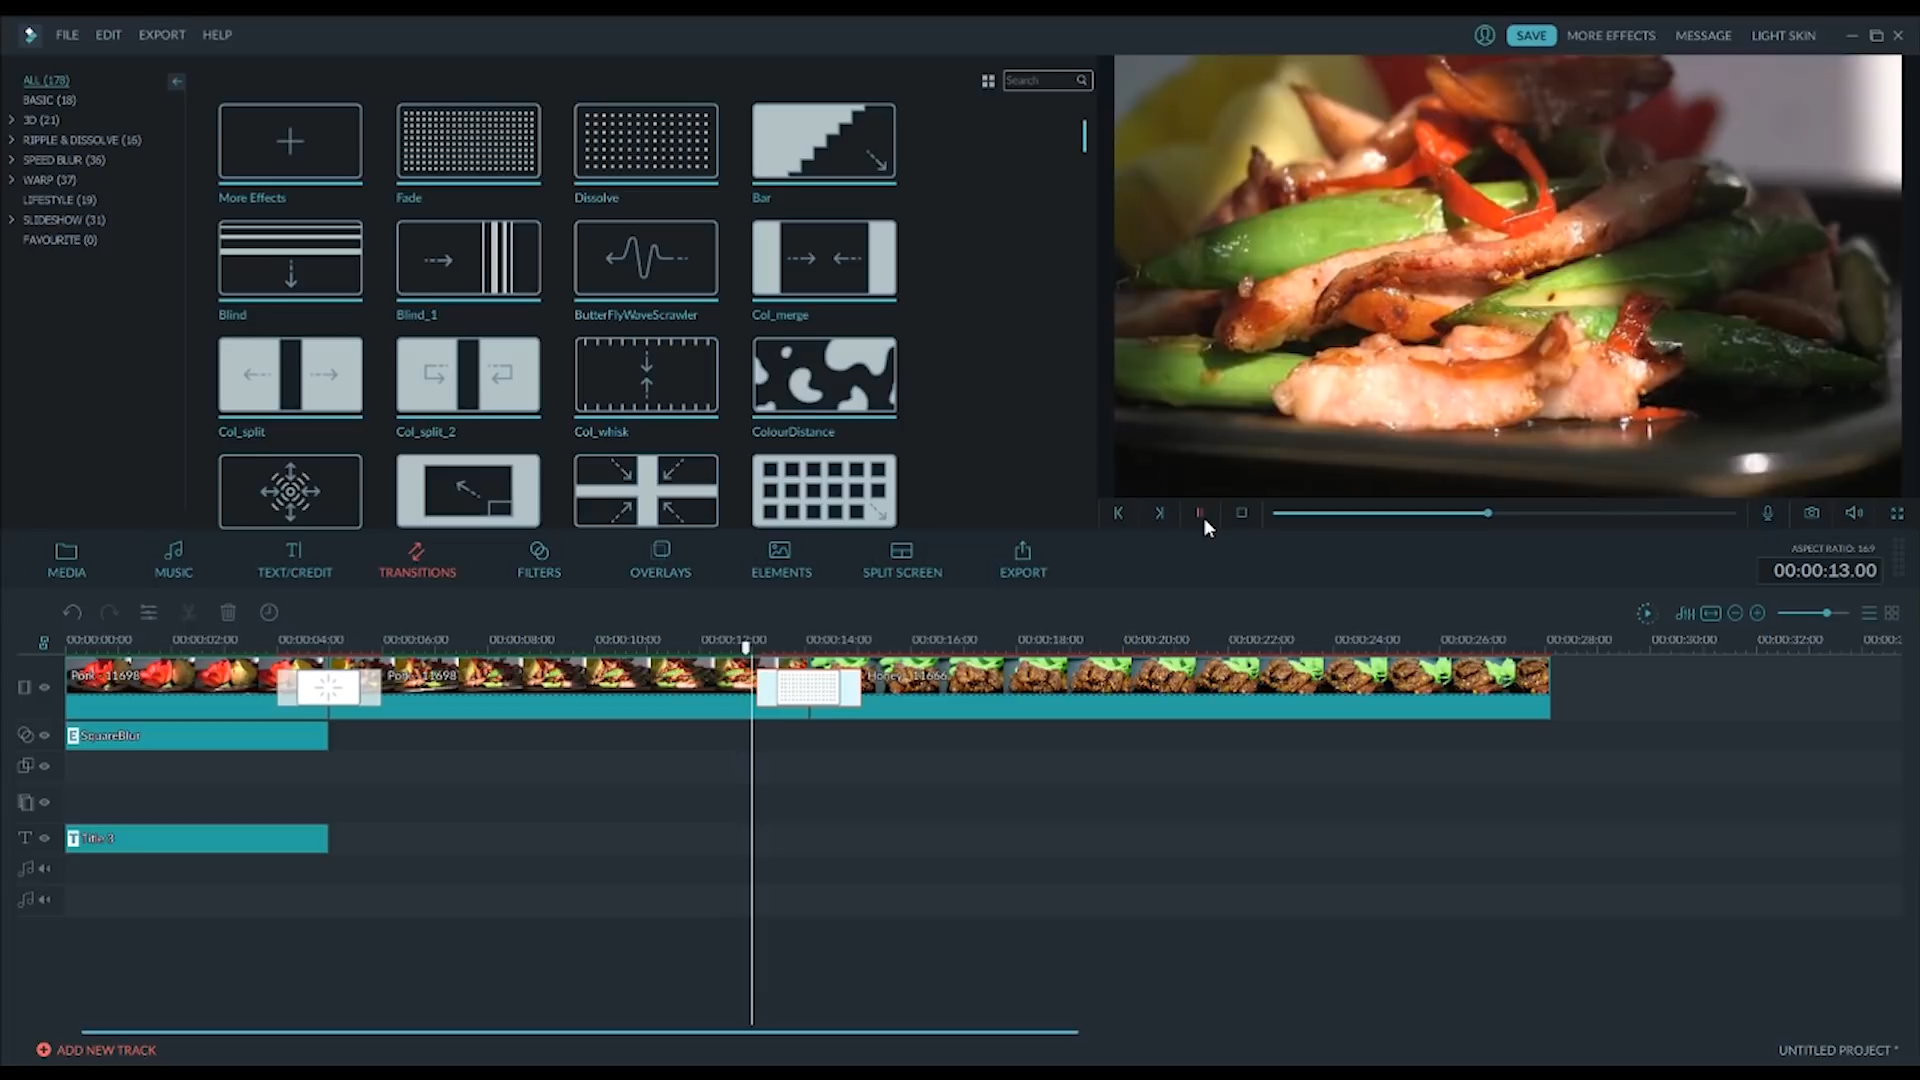 FILE EDIT EXPORT HELP
SAVE MORE EFFECTS MESSAGE LIGHT SKIN
ALL (178)
BASIC (18)
3D (21)
RIPPLE & DISSOLVE (16)
SPEED BLUR (36)
WARP (37)
LIFESTYLE (19)
SLIDESHOW (31)
FAVOURITE (0)
Search
More Effects Fade Dissolve Bar
Blind Blind_1 ButterFlyWaveScrawler Col_merge
Col_split Col_split_2 Col_whisk ColourDistance
MEDIA MUSIC TEXT/CREDIT TRANSITIONS FILTERS OVERLAYS ELEMENTS SPLIT SCREEN EXPORT
ASPECT RATIO: 16:9
00:00:13.00
00:00:00:00 00:00:02:00 00:00:04:00 00:00:06:00 00:00:08:00 00:00:10:00 00:00:12:00 00:00:14:00 00:00:16:00 00:00:18:00 00:00:20:00 00:00:22:00 00:00:24:00 00:00:26:00 00:00:28:00 00:00:30:00 00:00:32:00
Pork - 11698 Pork - 11698 Honey - 11666
E SquareBlur
T Title 3
ADD NEW TRACK
UNTITLED PROJECT *